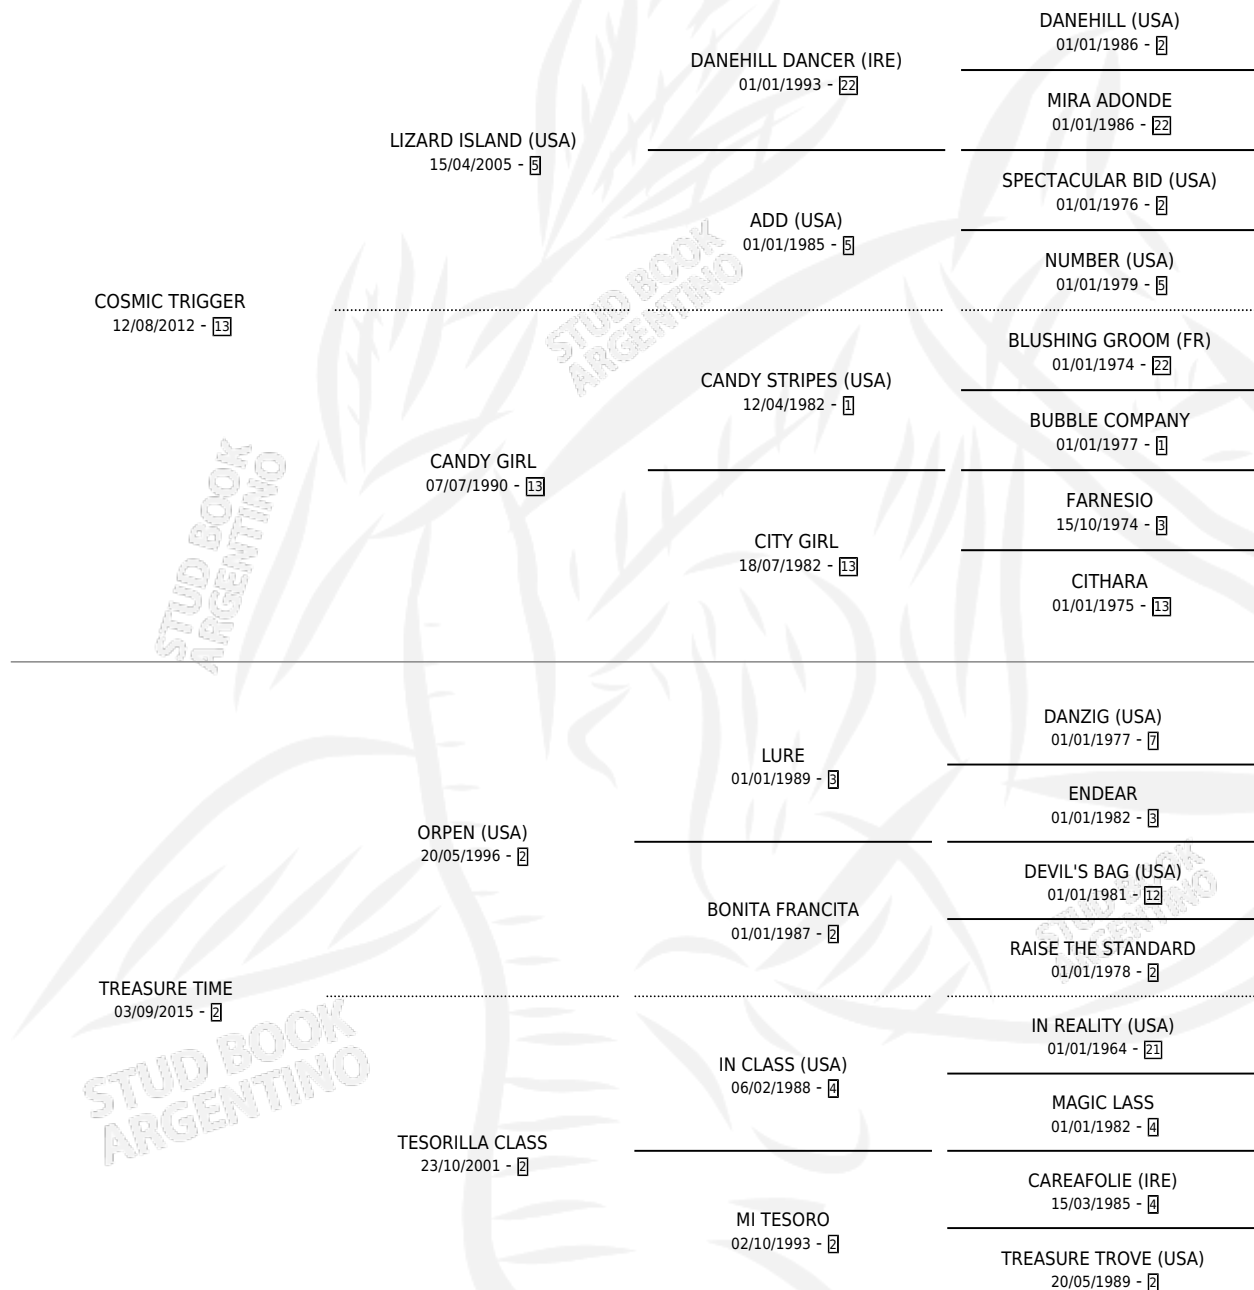 DANEHILL (USA)
01/01/1986 - 2
DANEHILL DANCER (IRE)
01/01/1993 - 22
MIRA ADONDE
01/01/1986 - 22
LIZARD ISLAND (USA)
15/04/2005 - 5
SPECTACULAR BID (USA)
01/01/1976 - 2
ADD (USA)
01/01/1985 - 5
NUMBER (USA)
01/01/1979 - 5
COSMIC TRIGGER
12/08/2012 - 13
STUD BOOK
ARGENTINO
BLUSHING GROOM (FR)
01/01/1974 - 22
CANDY STRIPES (USA)
12/04/1982 - 1
BUBBLE COMPANY
01/01/1977 - 1
CANDY GIRL
07/07/1990 - 13
FARNESIO
15/10/1974 - 3
CITY GIRL
18/07/1982 - 13
CITHARA
01/01/1975 - 13
STUD BOOK
ARGENTINO
DANZIG (USA)
01/01/1977 - 7
LURE
01/01/1989 - 3
ENDEAR
01/01/1982 - 3
ORPEN (USA)
20/05/1996 - 2
DEVIL'S BAG (USA)
01/01/1981 - 12
BONITA FRANCITA
01/01/1987 - 2
RAISE THE STANDARD
01/01/1978 - 2
STUD BOOK
ARGENTINO
TREASURE TIME
03/09/2015 - 2
IN REALITY (USA)
01/01/1964 - 21
IN CLASS (USA)
06/02/1988 - 4
MAGIC LASS
01/01/1982 - 4
STUD BOOK
ARGENTINO
TESORILLA CLASS
23/10/2001 - 2
CAREAFOLIE (IRE)
15/03/1985 - 4
MI TESORO
02/10/1993 - 2
TREASURE TROVE (USA)
20/05/1989 - 2